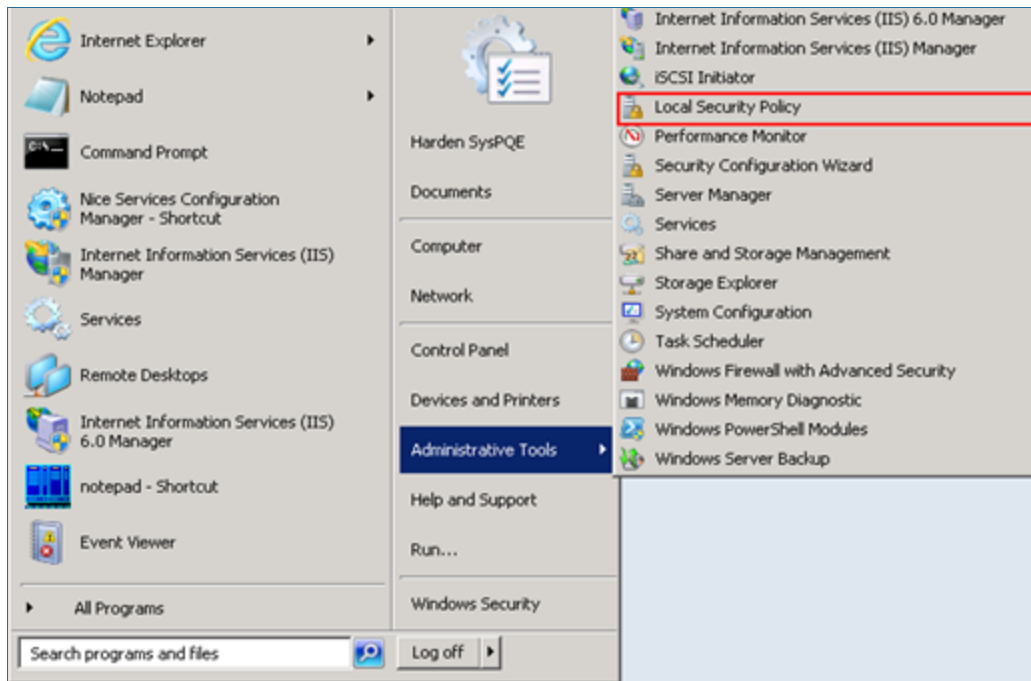 Internet Explorer
Notepad
Command Prompt
Nice Services Configuration
Manager - Shortcut
Internet Information Services (IIS)
Manager
Services
Remote Desktops
Internet Information Services (IIS)
6.0 Manager
notepad - Shortcut
Event Viewer
All Programs
Search programs and files
Harden SysPQE
Documents
Computer
Network
Control Panel
Devices and Printers
Administrative Tools
Help and Support
Run...
Windows Security
Log off
Internet Information Services (IIS) 6.0 Manager
Internet Information Services (IIS) Manager
iSCSI Initiator
Local Security Policy
Performance Monitor
Security Configuration Wizard
Server Manager
Services
Share and Storage Management
Storage Explorer
System Configuration
Task Scheduler
Windows Firewall with Advanced Security
Windows Memory Diagnostic
Windows PowerShell Modules
Windows Server Backup